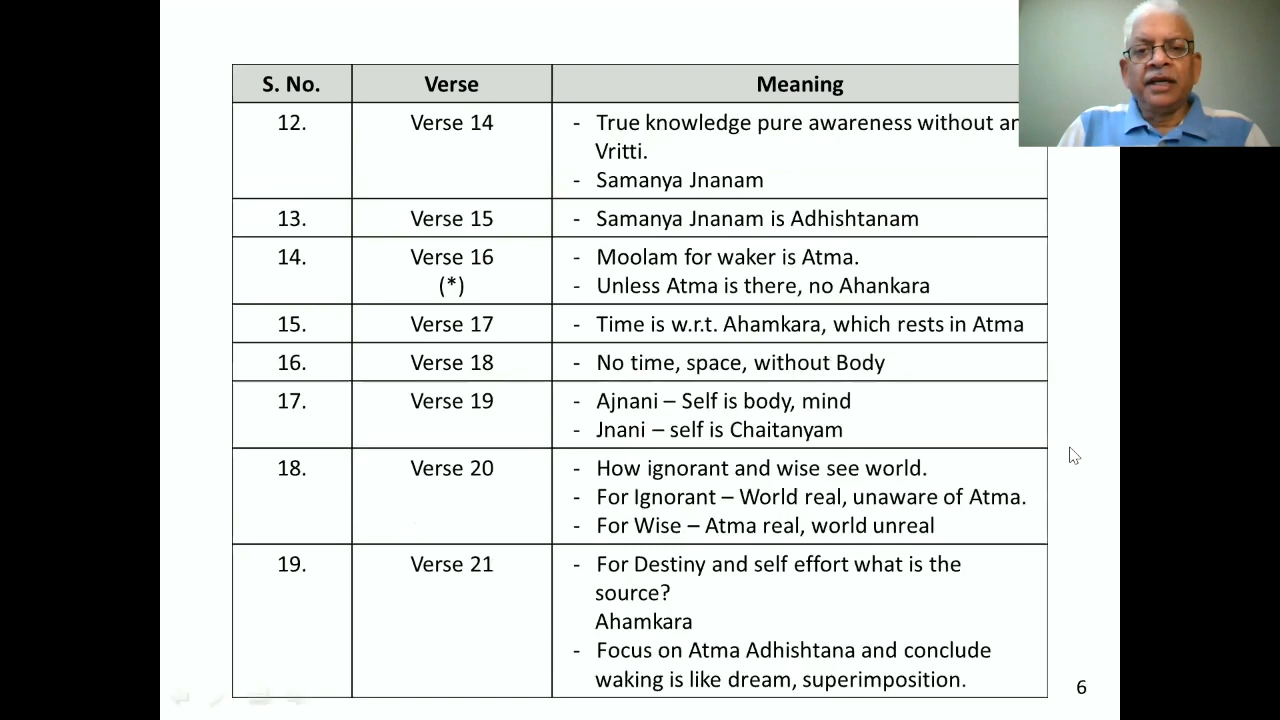 S. No. Verse Meaning
12. Verse 14 - True knowledge pure awareness without
Vritti.
- Samanya Jnanam
13. Verse 15 - Samanya Jnanam is Adhishtanam
14. Verse 16 - Moolam for waker is Atma.
(*) - Unless Atma is there, no Ahankara
15. Verse 17 - Time is w.r.t. Ahamkara, which rests in Atma
16. Verse 18 - No time, space, without Body
17. Verse 19 - Ajnani – Self is body, mind
- Jnani – self is Chaitanyam
18. Verse 20 - How ignorant and wise see world.
- For Ignorant – World real, unaware of Atma.
- For Wise – Atma real, world unreal
19. Verse 21 - For Destiny and self effort what is the
source?
Ahamkara
- Focus on Atma Adhishtana and conclude
waking is like dream, superimposition.
6